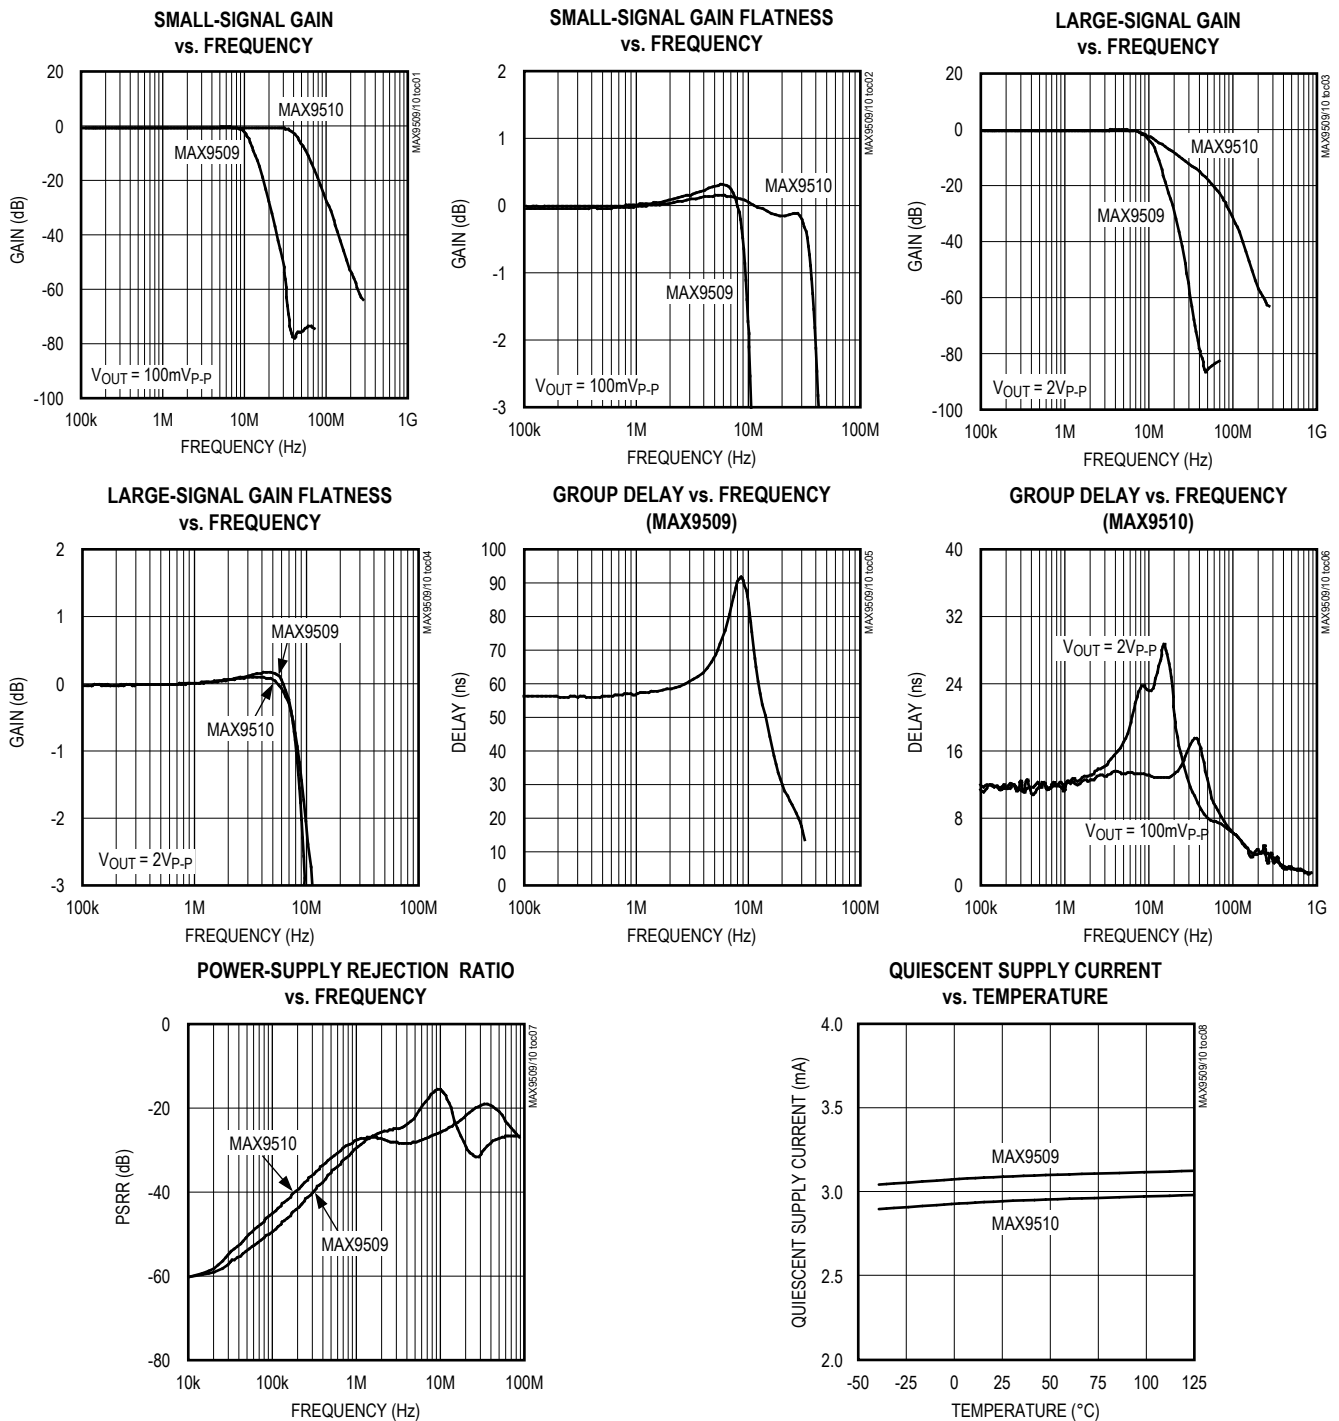 SMALL-SIGNAL GAIN
vs. FREQUENCY
20
0
-20
-40
-60
-80
-100
GAIN (dB)
MAX9510
MAX9509
VOUT = 100mVP-P
100k
1M
10M
100M
1G
FREQUENCY (Hz)
MAX9509/10 toc01
SMALL-SIGNAL GAIN FLATNESS
vs. FREQUENCY
2
1
0
-1
-2
-3
GAIN (dB)
MAX9510
MAX9509
VOUT = 100mVP-P
100k
1M
10M
100M
FREQUENCY (Hz)
MAX9509/10 toc02
LARGE-SIGNAL GAIN
vs. FREQUENCY
20
0
-20
-40
-60
-80
-100
GAIN (dB)
MAX9510
MAX9509
VOUT = 2VP-P
100k
1M
10M
100M
1G
FREQUENCY (Hz)
MAX9509/10 toc03
LARGE-SIGNAL GAIN FLATNESS
vs. FREQUENCY
2
1
0
-1
-2
-3
GAIN (dB)
MAX9509
MAX9510
VOUT = 2VP-P
100k
1M
10M
100M
FREQUENCY (Hz)
MAX9509/10 toc04
GROUP DELAY vs. FREQUENCY
(MAX9509)
100
90
80
70
60
50
40
30
20
10
0
DELAY (ns)
100k
1M
10M
100M
FREQUENCY (Hz)
MAX9509/10 toc05
GROUP DELAY vs. FREQUENCY
(MAX9510)
40
32
24
16
8
0
DELAY (ns)
VOUT = 2VP-P
VOUT = 100mVP-P
100k
1M
10M
100M
1G
FREQUENCY (Hz)
MAX9509/10 toc06
POWER-SUPPLY REJECTION RATIO
vs. FREQUENCY
0
-20
-40
-60
-80
PSRR (dB)
MAX9510
MAX9509
10k
100k
1M
10M
100M
FREQUENCY (Hz)
MAX9509/10 toc07
QUIESCENT SUPPLY CURRENT
vs. TEMPERATURE
4.0
3.5
3.0
2.5
2.0
QUIESCENT SUPPLY CURRENT (mA)
MAX9509
MAX9510
-50
-25
0
25
50
75
100
125
TEMPERATURE (°C)
MAX9509/10 toc08